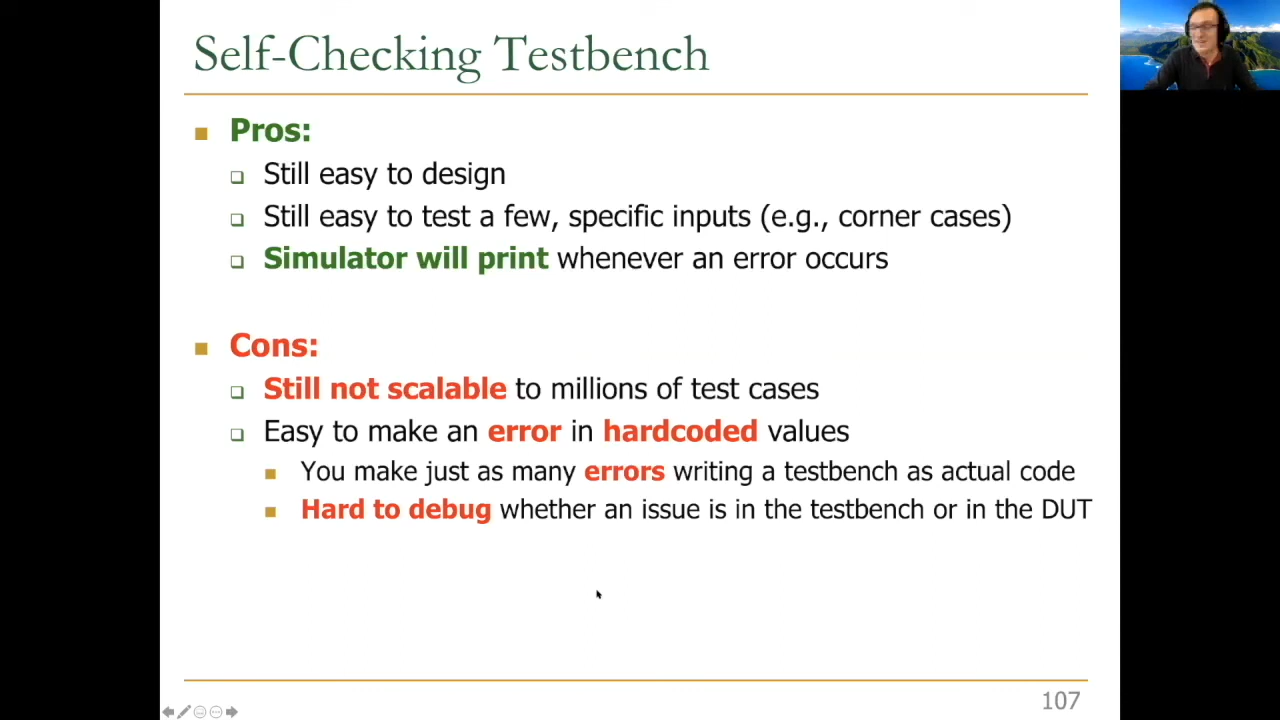 Self-Checking Testbench
Pros:
Still easy to design
Still easy to test a few, specific inputs (e.g., corner cases)
Simulator will print whenever an error occurs
Cons:
Still not scalable to millions of test cases
Easy to make an error in hardcoded values
You make just as many errors writing a testbench as actual code
Hard to debug whether an issue is in the testbench or in the DUT
107